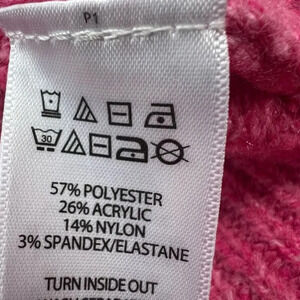 P1
30
57% POLYESTER
26% ACRYLIC
14% NYLON
3% SPANDEX/ELASTANE
TURN INSIDE OUT